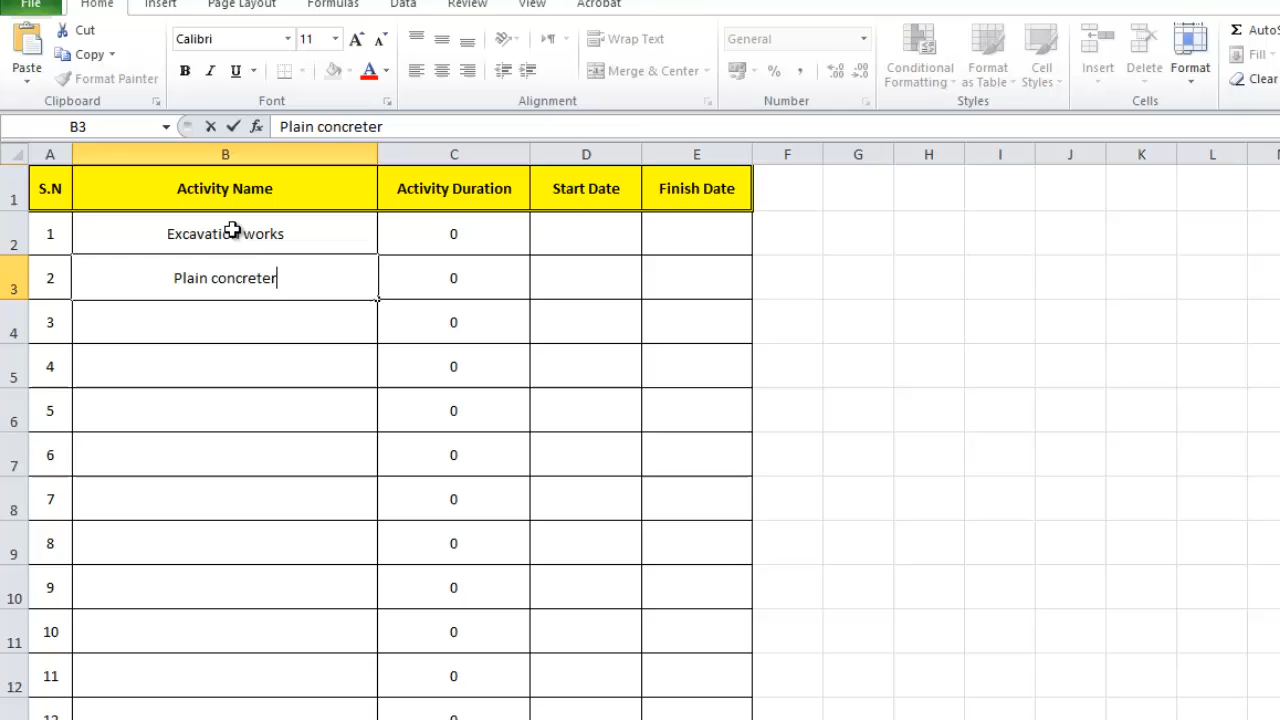 File Home Insert Page Layout Formulas Data Review View Acrobat
Cut
Copy
Format Painter
Paste
Calibri 11
B I U
Wrap Text
Merge & Center
General
% ,
Conditional Formatting
Format as Table
Cell Styles
Insert Delete Format
Σ AutoS
Fill
Clear
Clipboard Font Alignment Number Styles Cells
B3 fx Plain concreter
A B C D E F G H I J K L
1 S.N Activity Name Activity Duration Start Date Finish Date
2 1 Excavation works 0
3 2 Plain concreter 0
4 3 0
5 4 0
6 5 0
7 6 0
8 7 0
9 8 0
10 9 0
11 10 0
12 11 0